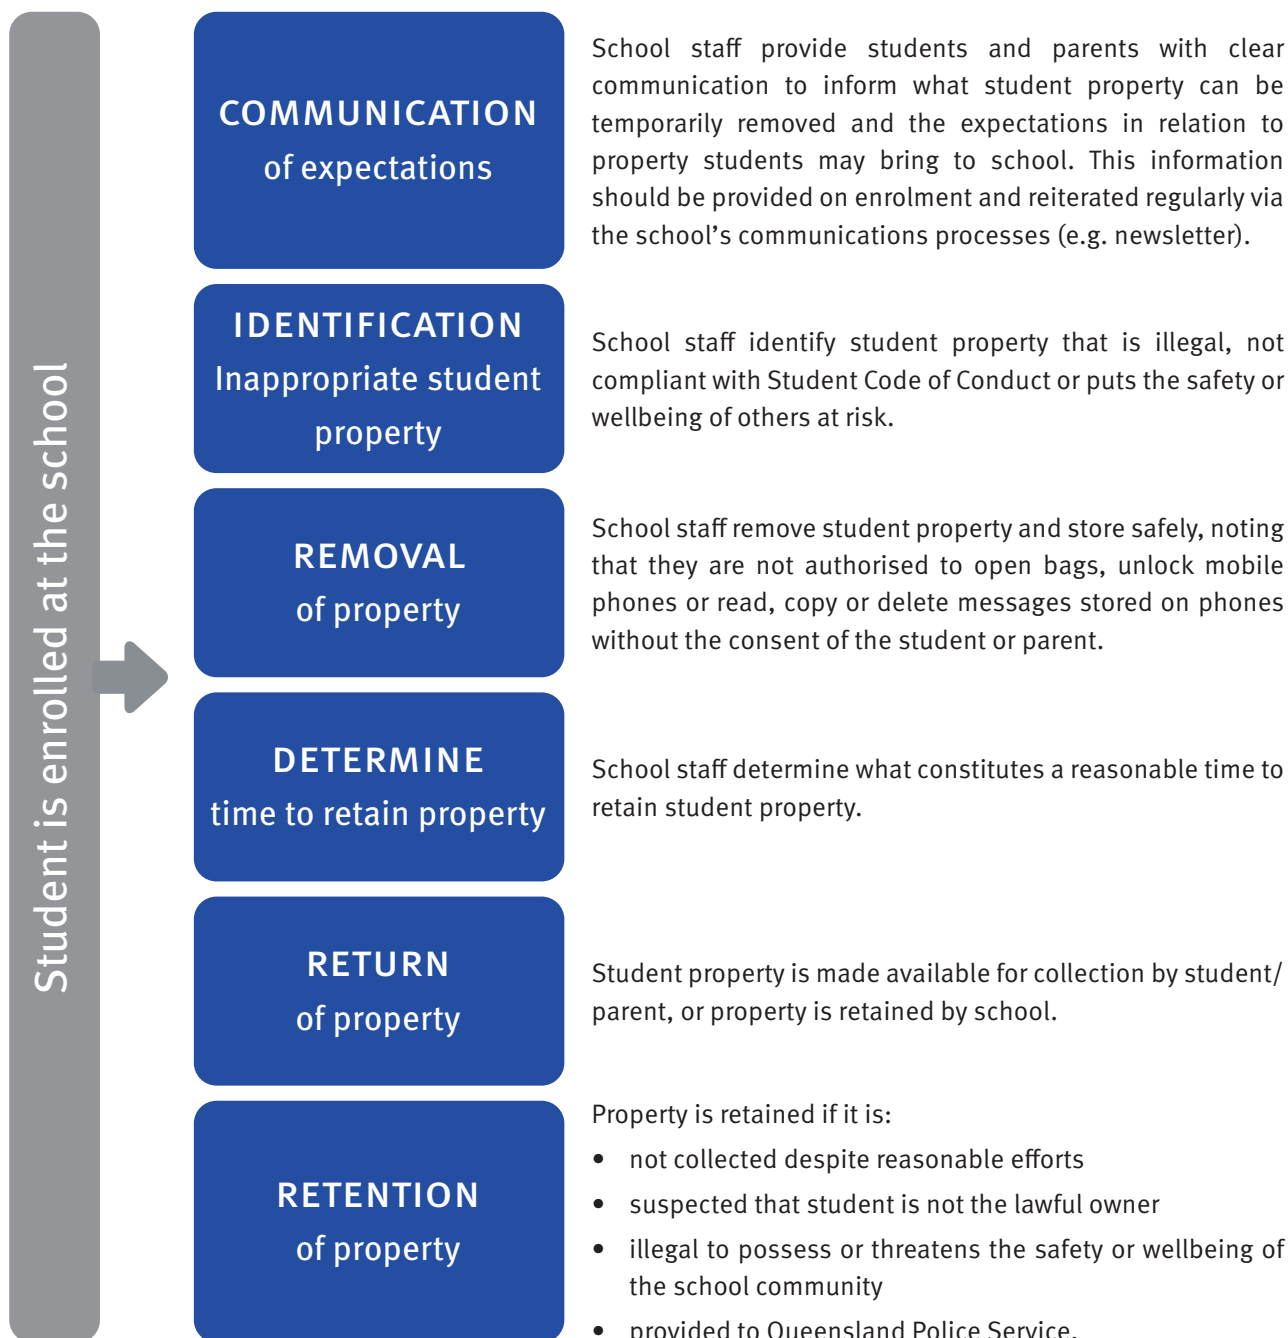 Student is enrolled at the school
COMMUNICATION
of expectations
School staff provide students and parents with clear
communication to inform what student property can be
temporarily removed and the expectations in relation to
property students may bring to school. This information
should be provided on enrolment and reiterated regularly via
the school’s communications processes (e.g. newsletter).
IDENTIFICATION
Inappropriate student
property
School staff identify student property that is illegal, not
compliant with Student Code of Conduct or puts the safety or
wellbeing of others at risk.
REMOVAL
of property
School staff remove student property and store safely, noting
that they are not authorised to open bags, unlock mobile
phones or read, copy or delete messages stored on phones
without the consent of the student or parent.
DETERMINE
time to retain property
School staff determine what constitutes a reasonable time to
retain student property.
RETURN
of property
Student property is made available for collection by student/
parent, or property is retained by school.
RETENTION
of property
Property is retained if it is:
• not collected despite reasonable efforts
• suspected that student is not the lawful owner
• illegal to possess or threatens the safety or wellbeing of
the school community
• provided to Queensland Police Service.